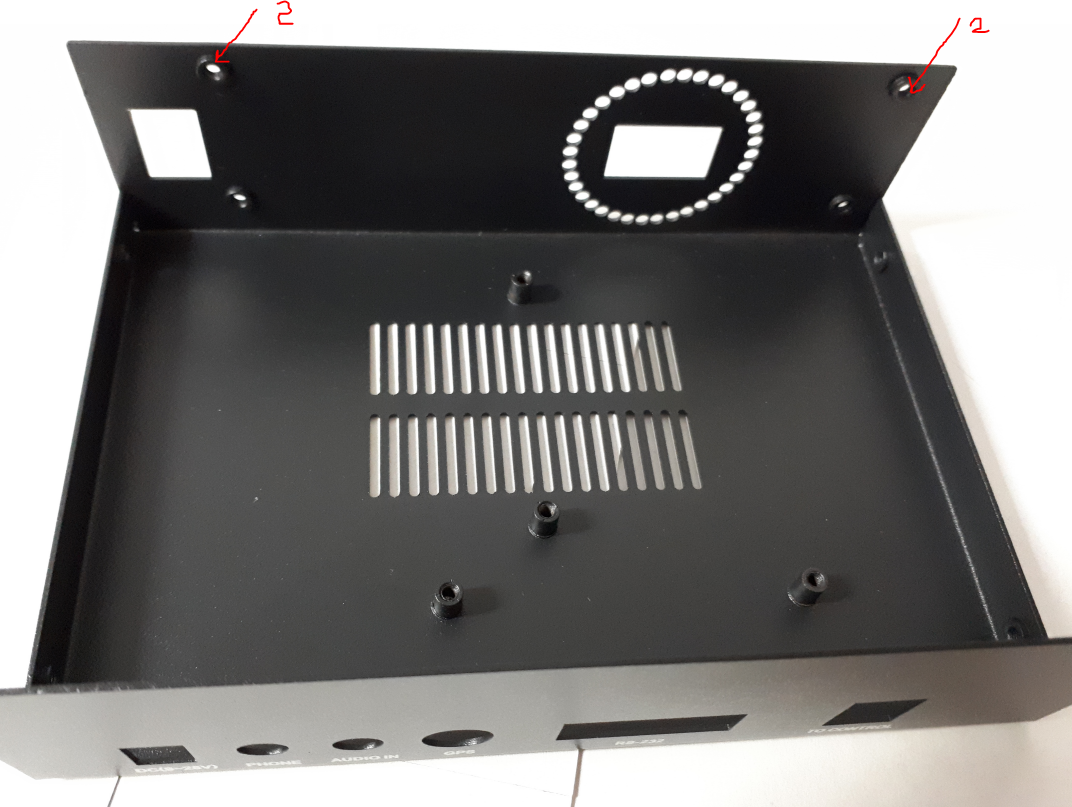 2
2
DC(9~28V)
PHONE
AUDIO IN
GPS
RS-232
TO CONTROL